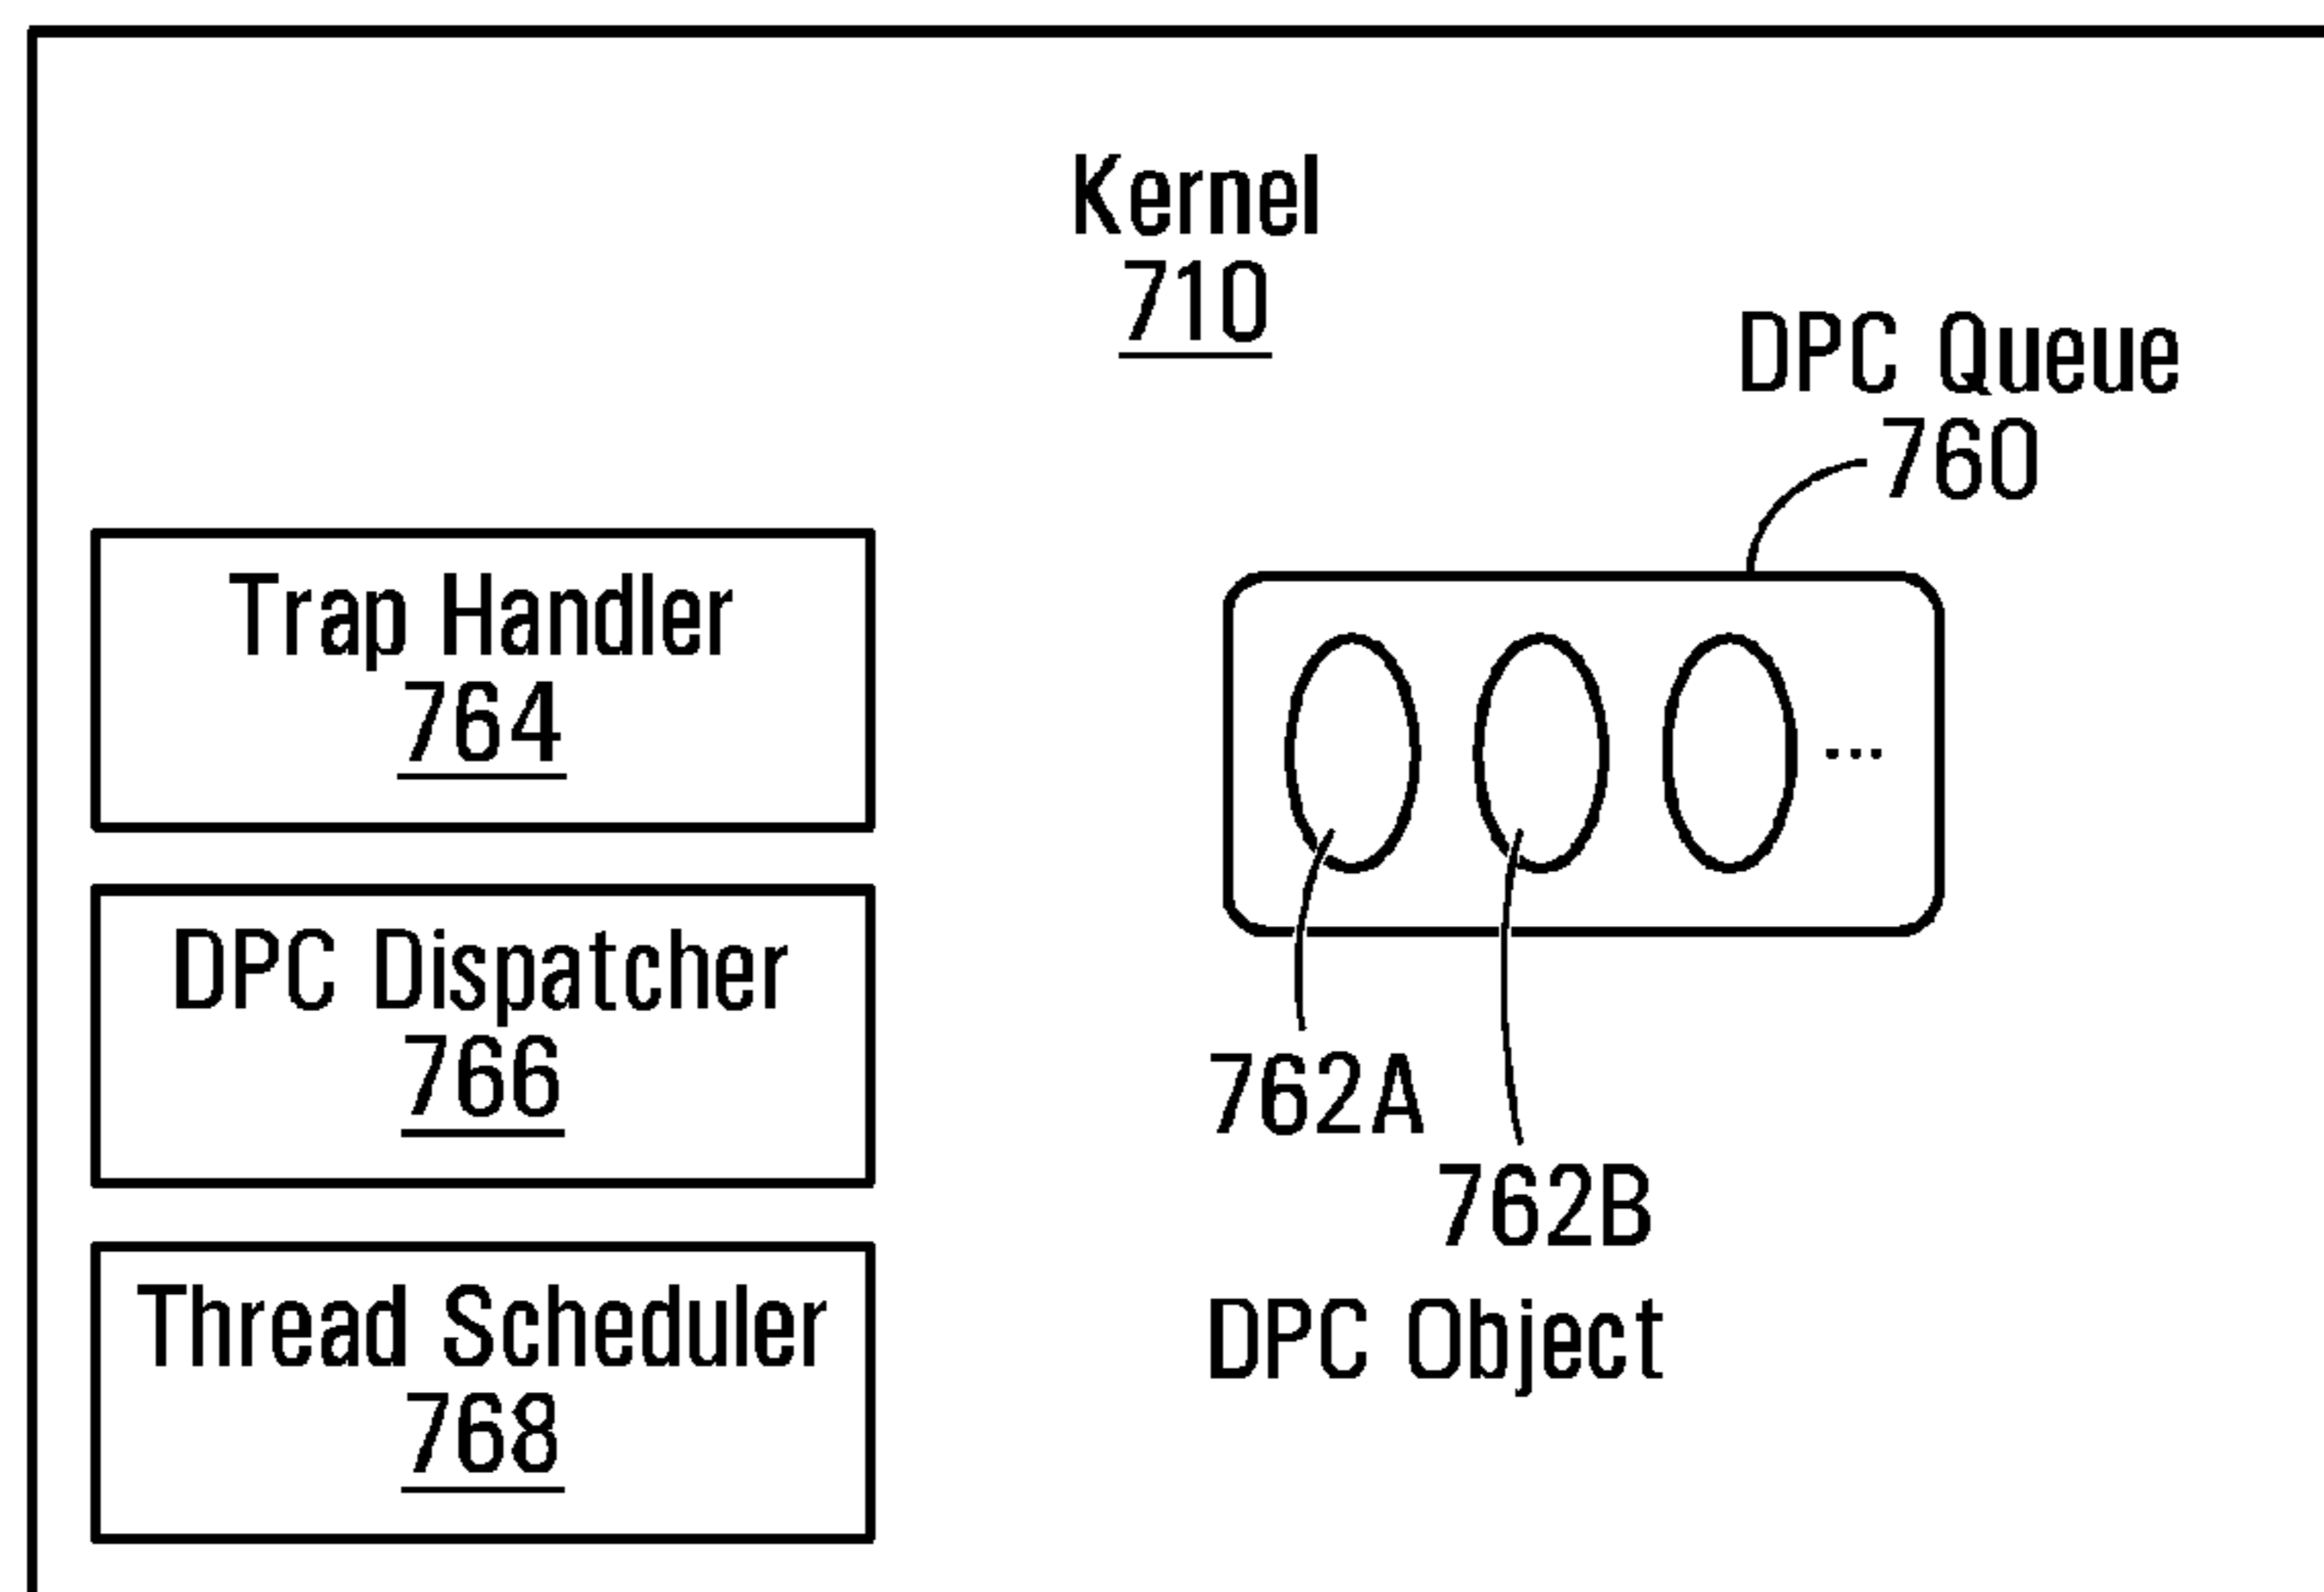 Kernel
710
DPC Queue
760
Trap Handler
764
DPC Dispatcher
766
Thread Scheduler
768
...
762A
762B
DPC Object